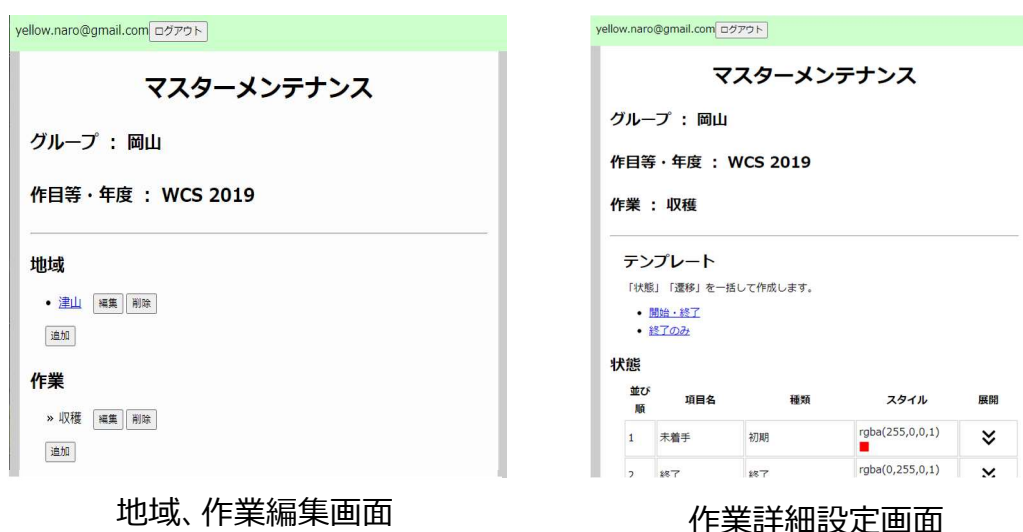 yellow.naro@gmail.com ログアウト
マスターメンテナンス
グループ : 岡山
作目等・年度 : WCS 2019
地域
• 津山 編集 削除
追加
作業
» 収穫 編集 削除
追加
地域、作業編集画面
yellow.naro@gmail.com ログアウト
マスターメンテナンス
グループ : 岡山
作目等・年度 : WCS 2019
作業 : 収穫
テンプレート
「状態」「遷移」を一括して作成します。
• 開始・終了
• 終了のみ
状態
並び順 項目名 種類 スタイル 展開
1 未着手 初期 rgba(255,0,0,1)
2 終了 終了 rgba(0,255,0,1)
作業詳細設定画面